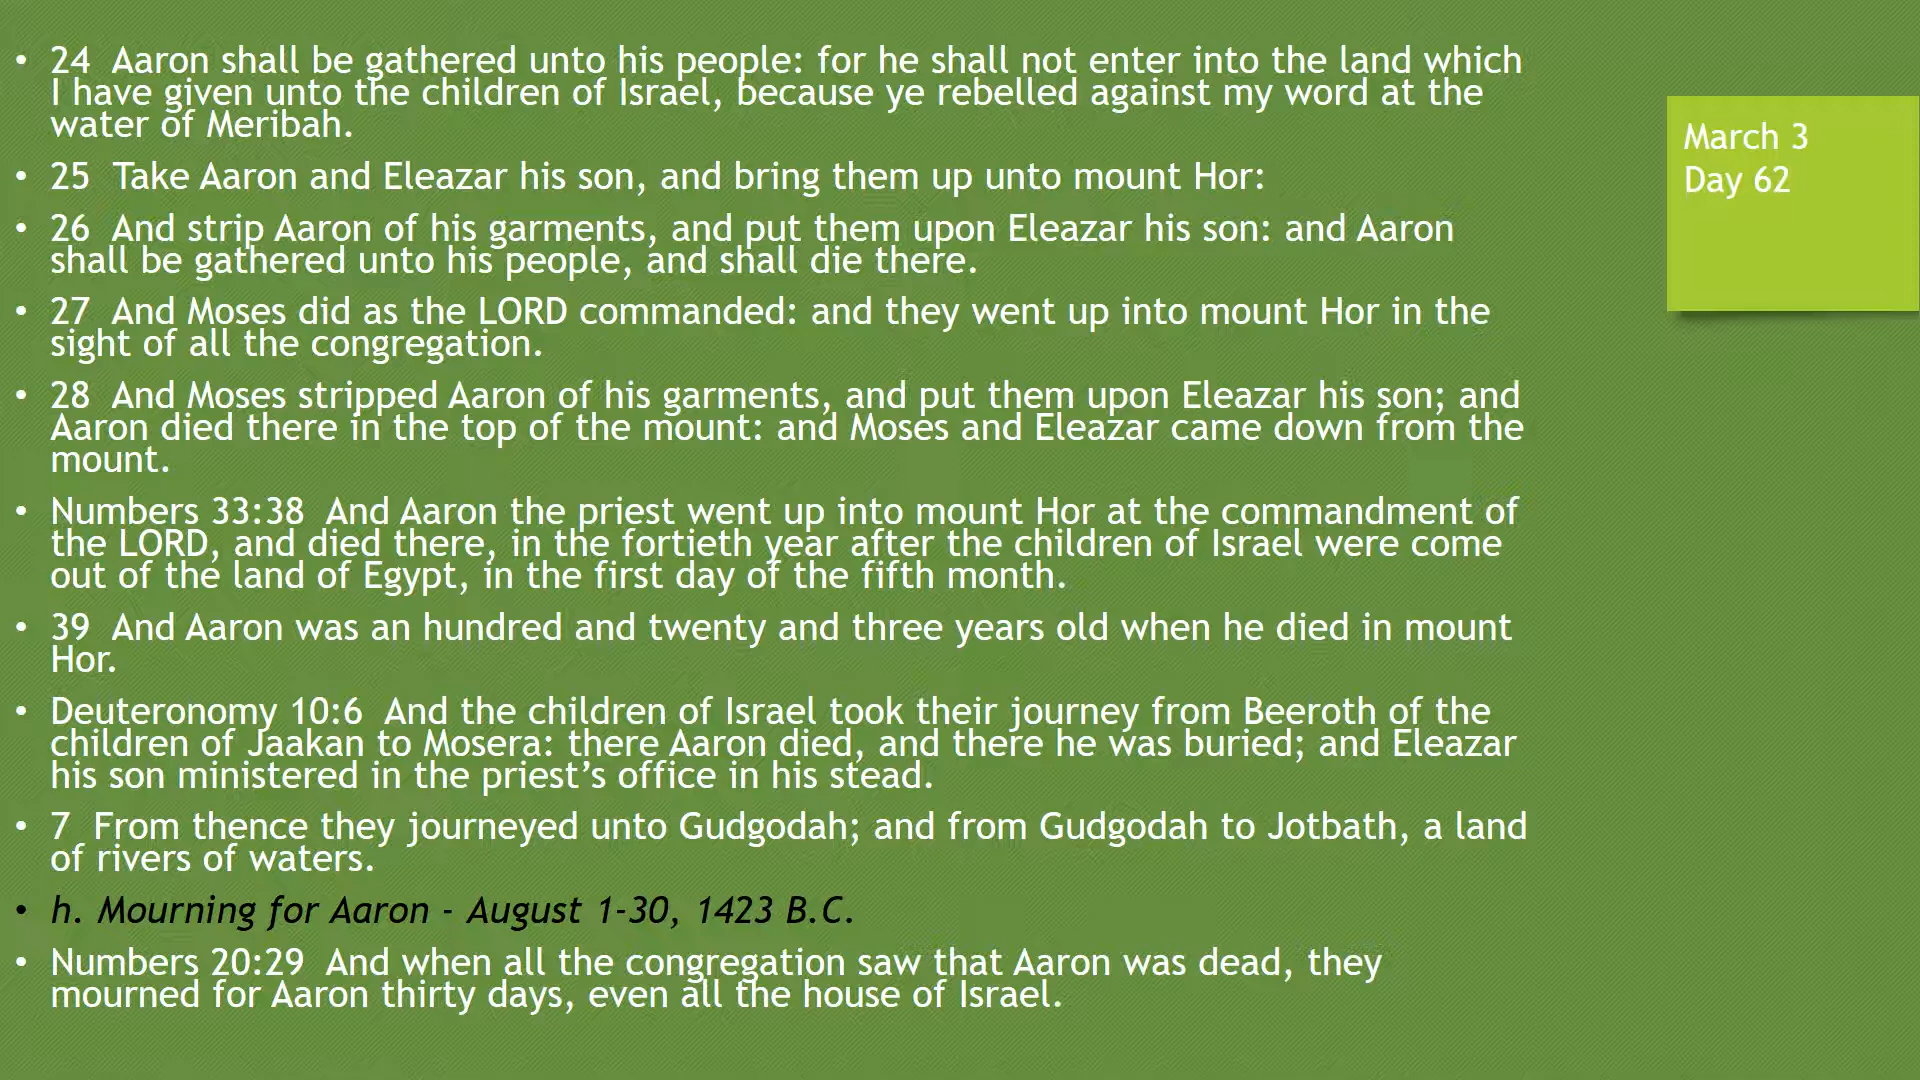 • 24  Aaron shall be gathered unto his people: for he shall not enter into the land which
I have given unto the children of Israel, because ye rebelled against my word at the
water of Meribah.
• 25  Take Aaron and Eleazar his son, and bring them up unto mount Hor:
• 26  And strip Aaron of his garments, and put them upon Eleazar his son: and Aaron
shall be gathered unto his people, and shall die there.
• 27  And Moses did as the LORD commanded: and they went up into mount Hor in the
sight of all the congregation.
• 28  And Moses stripped Aaron of his garments, and put them upon Eleazar his son; and
Aaron died there in the top of the mount: and Moses and Eleazar came down from the
mount.
• Numbers 33:38  And Aaron the priest went up into mount Hor at the commandment of
the LORD, and died there, in the fortieth year after the children of Israel were come
out of the land of Egypt, in the first day of the fifth month.
• 39  And Aaron was an hundred and twenty and three years old when he died in mount
Hor.
• Deuteronomy 10:6  And the children of Israel took their journey from Beeroth of the
children of Jaakan to Mosera: there Aaron died, and there he was buried; and Eleazar
his son ministered in the priest’s office in his stead.
• 7  From thence they journeyed unto Gudgodah; and from Gudgodah to Jotbath, a land
of rivers of waters.
• h. Mourning for Aaron - August 1-30, 1423 B.C.
• Numbers 20:29  And when all the congregation saw that Aaron was dead, they
mourned for Aaron thirty days, even all the house of Israel.
March 3
Day 62